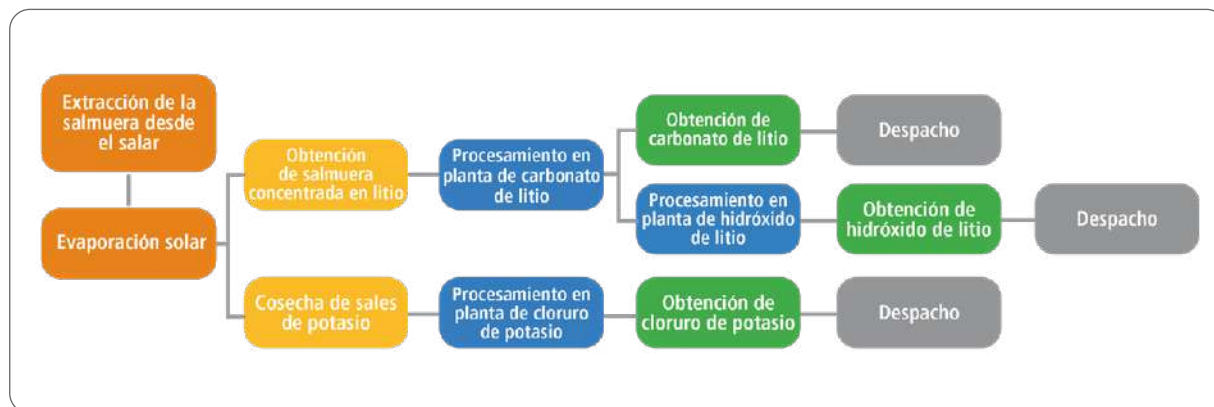 Extracción de la
salmuera desde
el salar
Evaporación solar
Obtención
de salmuera
concentrada en litio
Procesamiento en
planta de carbonato
de litio
Obtención de
carbonato de litio
Despacho
Procesamiento en
planta de hidróxido
de litio
Obtención de
hidróxido de litio
Despacho
Cosecha de sales
de potasio
Procesamiento en
planta de cloruro
de potasio
Obtención de
cloruro de potasio
Despacho